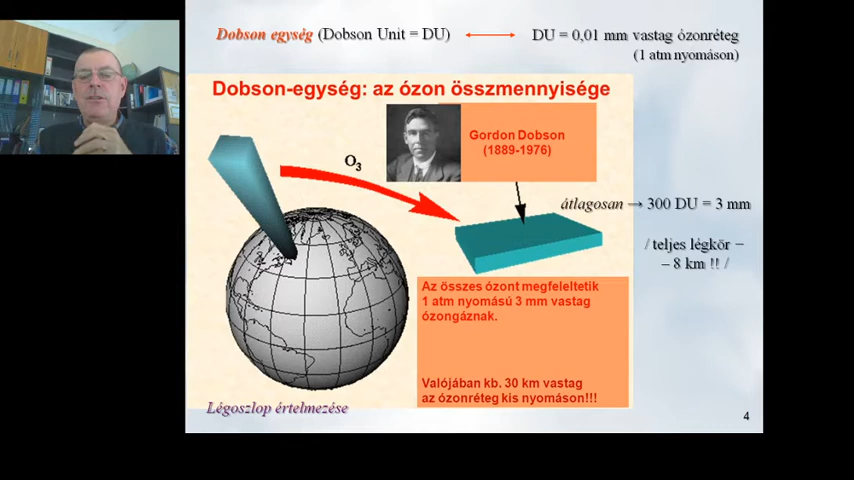 Dobson egység (Dobson Unit = DU)
DU = 0,01 mm vastag ózonréteg
(1 atm nyomáson)
Dobson-egység: az ózon összmennyisége
Gordon Dobson
(1889-1976)
O3
átlagosan → 300 DU = 3 mm
/ teljes légkör −
− 8 km !! /
Az összes ózont megfeleltetik
1 atm nyomású 3 mm vastag
ózongáznak.
Valójában kb. 30 km vastag
az ózonréteg kis nyomáson!!!
Légoszlop értelmezése
4